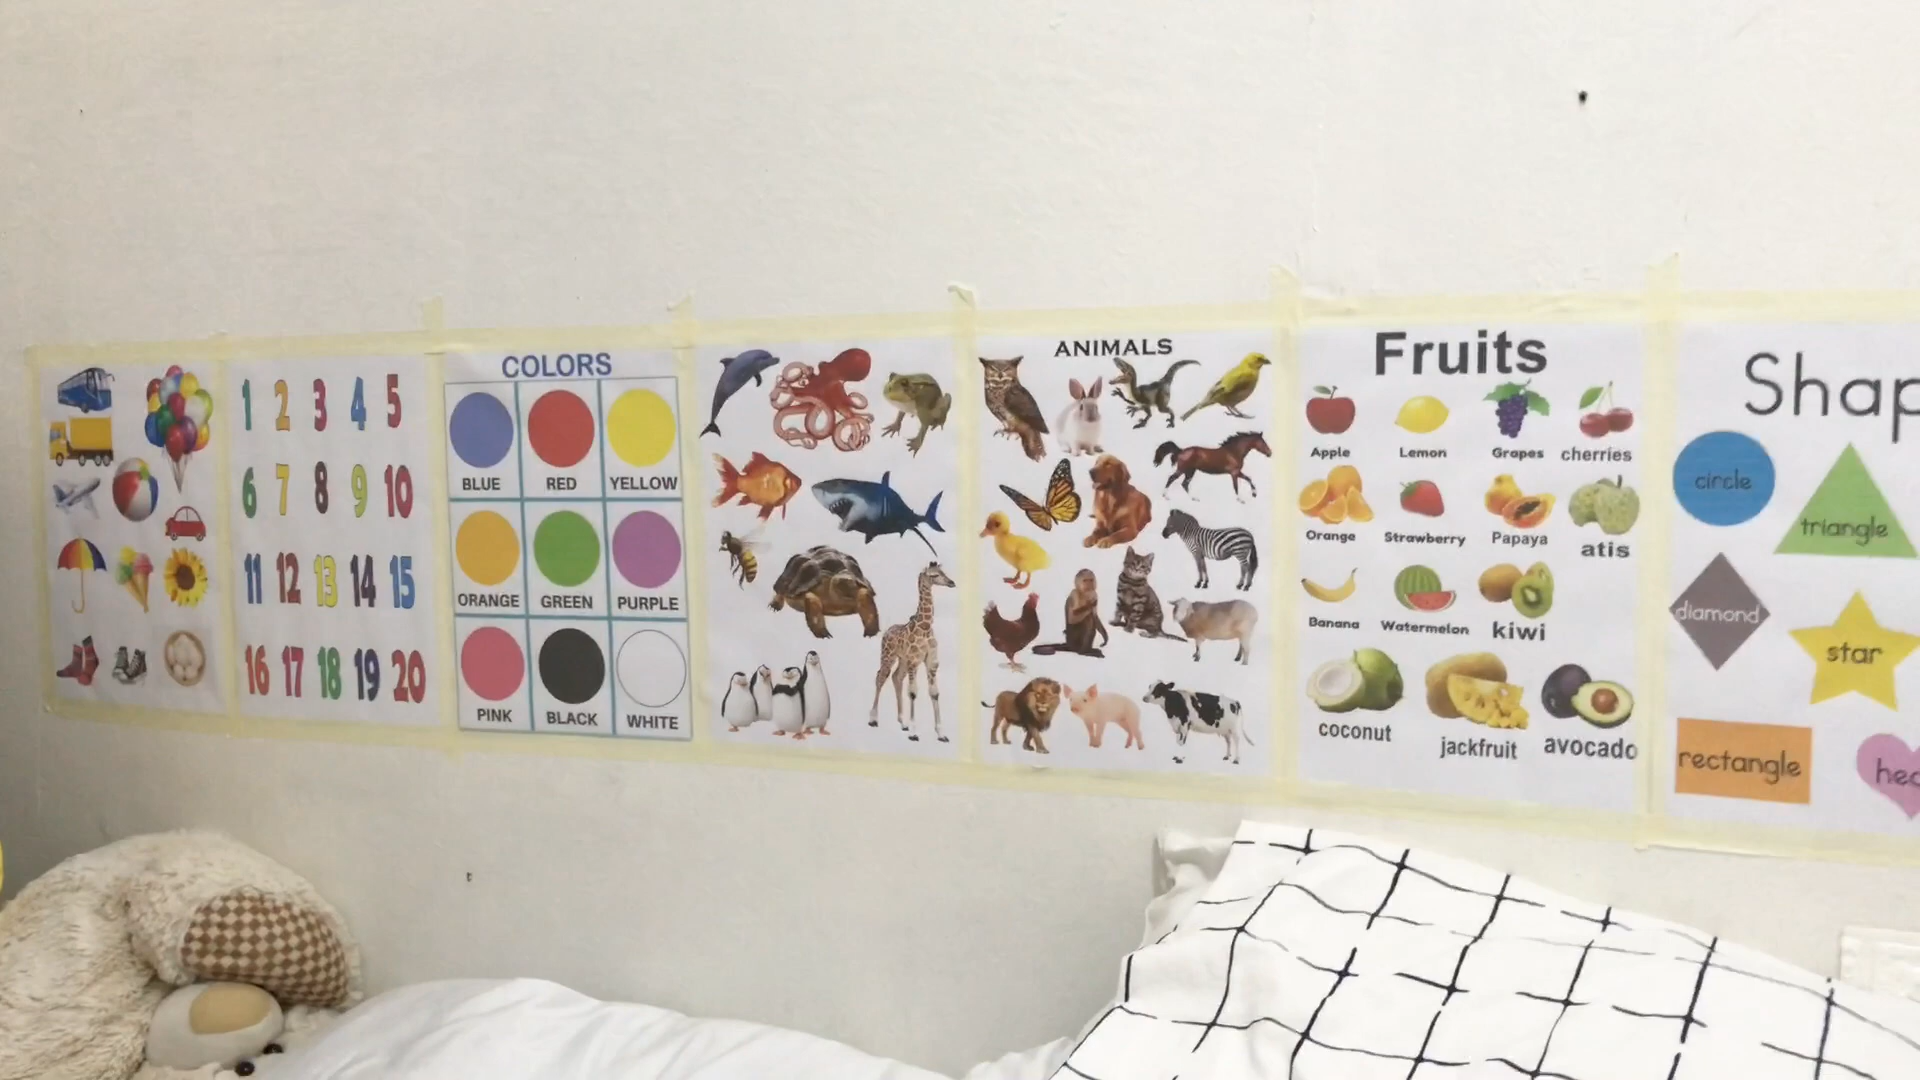 1 2 3 4 5
6 7 8 9 10
11 12 13 14 15
16 17 18 19 20
COLORS
BLUE RED YELLOW
ORANGE GREEN PURPLE
PINK BLACK WHITE
ANIMALS
Fruits
Apple Lemon Grapes cherries
Orange Strawberry Papaya atis
Banana Watermelon kiwi
coconut jackfruit avocado
Shap
circle
triangle
diamond
star
rectangle
hea